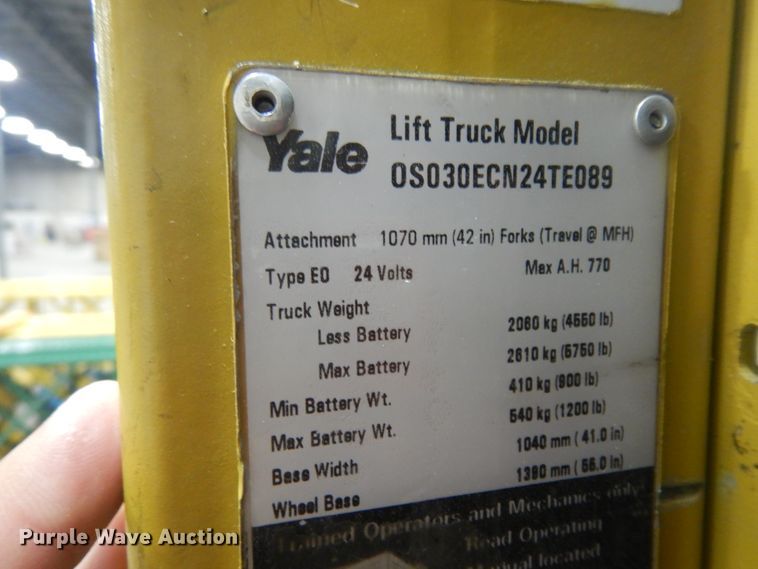 Yale
Lift Truck Model
OS030ECN24TE089
Attachment 1070 mm (42 in) Forks (Travel @ MFH)
Type EO 24 Volts Max A.H. 770
Truck Weight
Less Battery 2060 kg (4550 lb)
Max Battery 2610 kg (5750 lb)
Min Battery Wt. 410 kg (900 lb)
Max Battery Wt. 540 kg (1200 lb)
Base Width 1040 mm ( 41.0 in)
Wheel Base 1380 mm ( 55.0 in)
Trained Operators and Mechanics only
Read Operating
Manual located
Purple Wave Auction